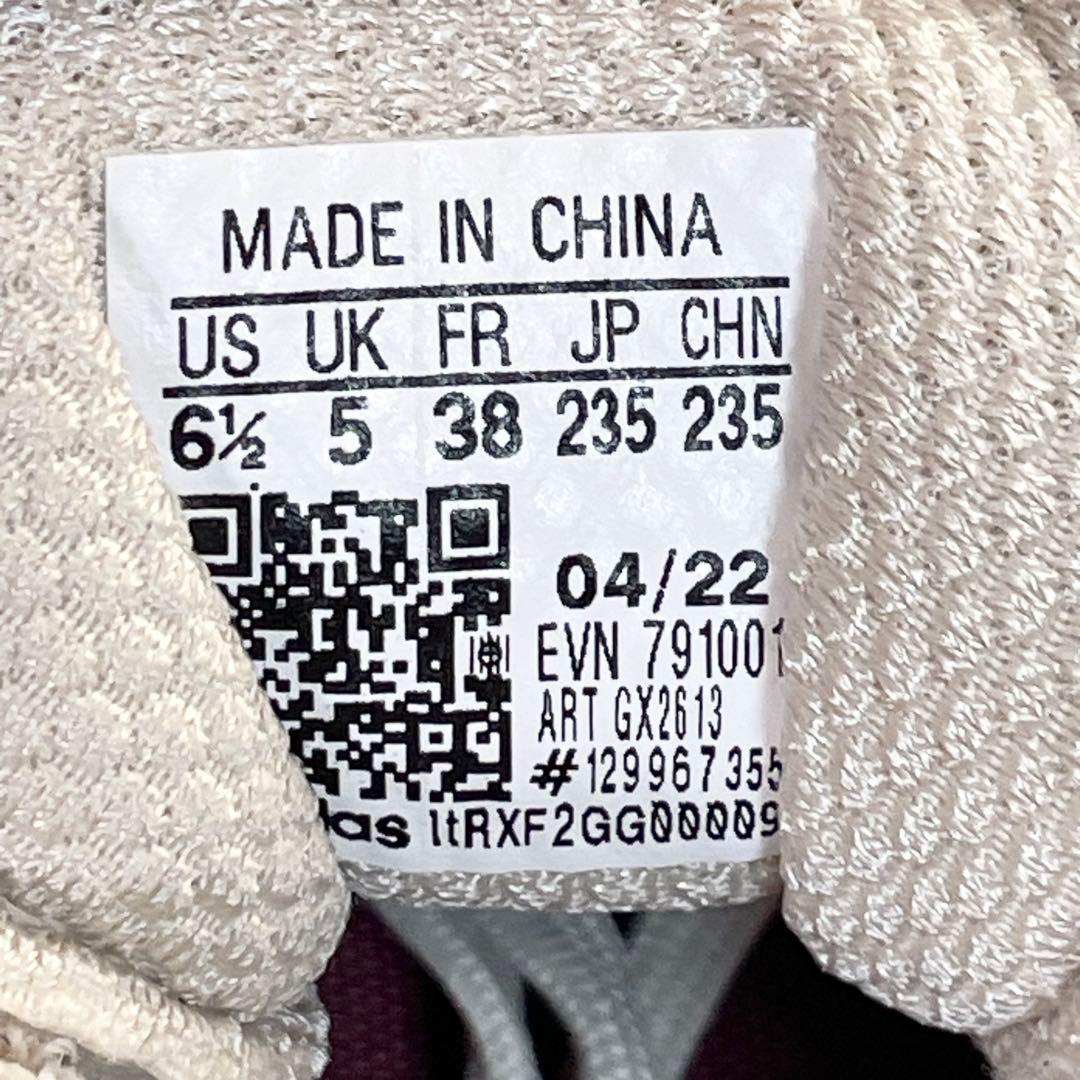 MADE IN CHINA
US UK FR JP CHN
6½ 5 38 235 235
04/22
EVN 791001
ART GX2613
#129967355
das ltRXF2GG00009